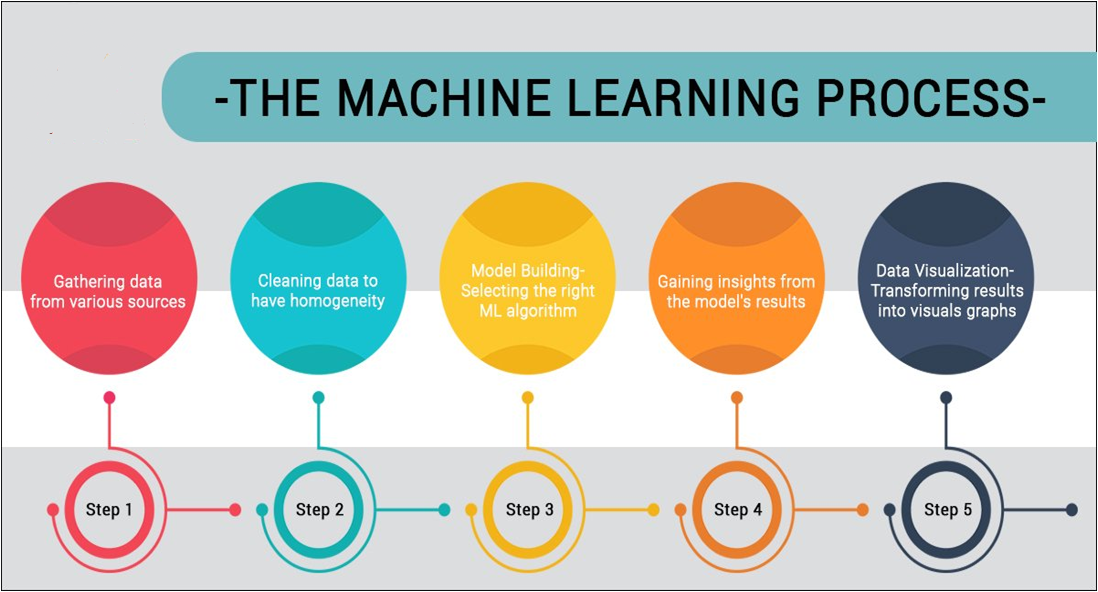 -THE MACHINE LEARNING PROCESS-
Gathering data
from various sources
Cleaning data to
have homogeneity
Model Building-
Selecting the right
ML algorithm
Gaining insights from
the model's results
Data Visualization-
Transforming results
into visuals graphs
Step 1
Step 2
Step 3
Step 4
Step 5